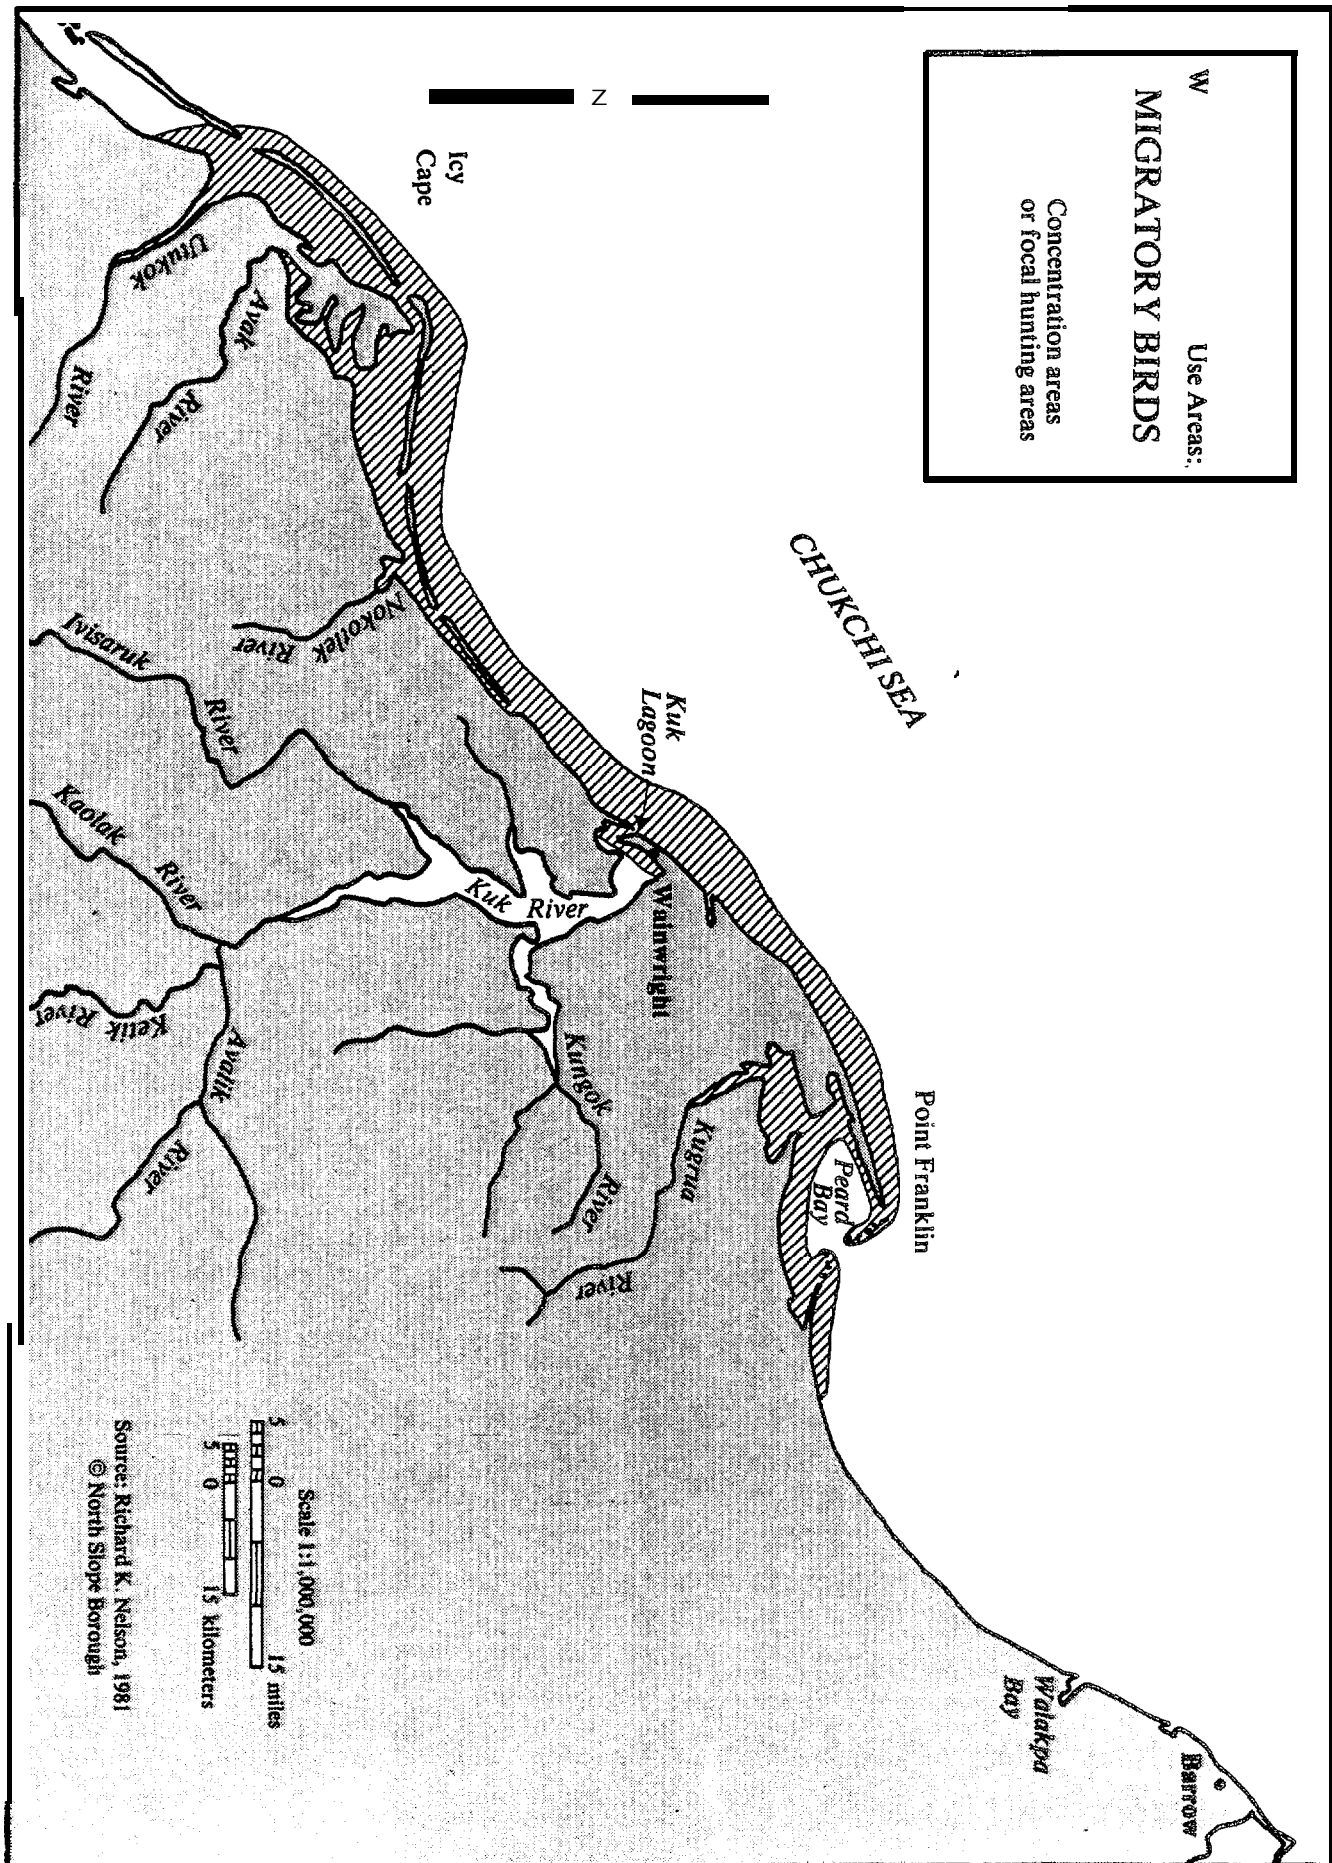 W
Use Areas:
MIGRATORY BIRDS
Concentration areas
or focal hunting areas
Z
CHUKCHI SEA
Icy
Cape
Utukok
River
Avak
River
Nokotlek
River
Ivisaruk
River
Kaolak
River
Ketik River
Avalik
River
Kuk
Lagoon
Kuk River
Wainwright
Kungok
River
Kugrua
River
Point Franklin
Peard
Bay
Walakpa
Bay
Barrow
Scale 1:1,000,000
5 0 15 miles
5 0 15 kilometers
Source: Richard K. Nelson, 1981
© North Slope Borough